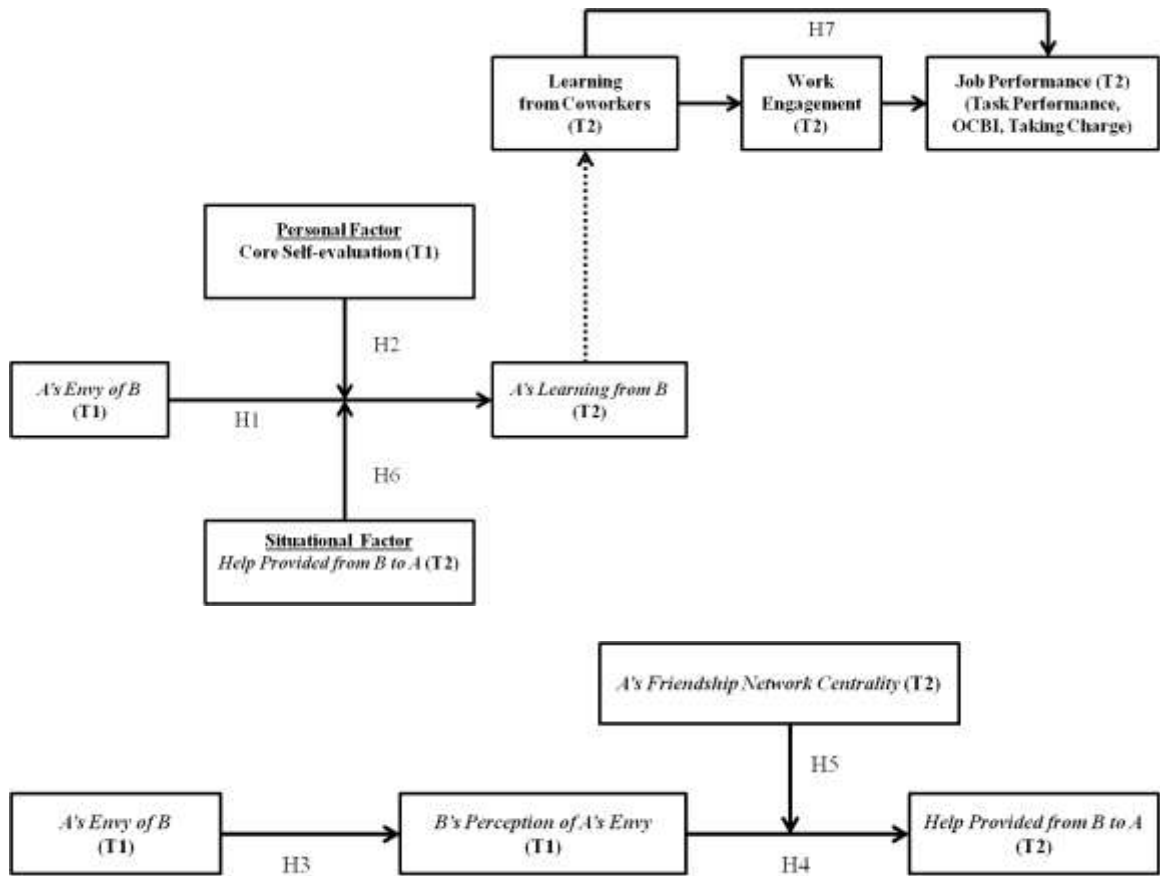 H7
Learning
from Coworkers
(T2)
Work
Engagement
(T2)
Job Performance (T2)
(Task Performance,
OCBI, Taking Charge)
Personal Factor
Core Self-evaluation (T1)
H2
A's Envy of B
(T1)
H1
A's Learning from B
(T2)
H6
Situational Factor
Help Provided from B to A (T2)
A's Friendship Network Centrality (T2)
H5
A's Envy of B
(T1)
H3
B's Perception of A's Envy
(T1)
H4
Help Provided from B to A
(T2)